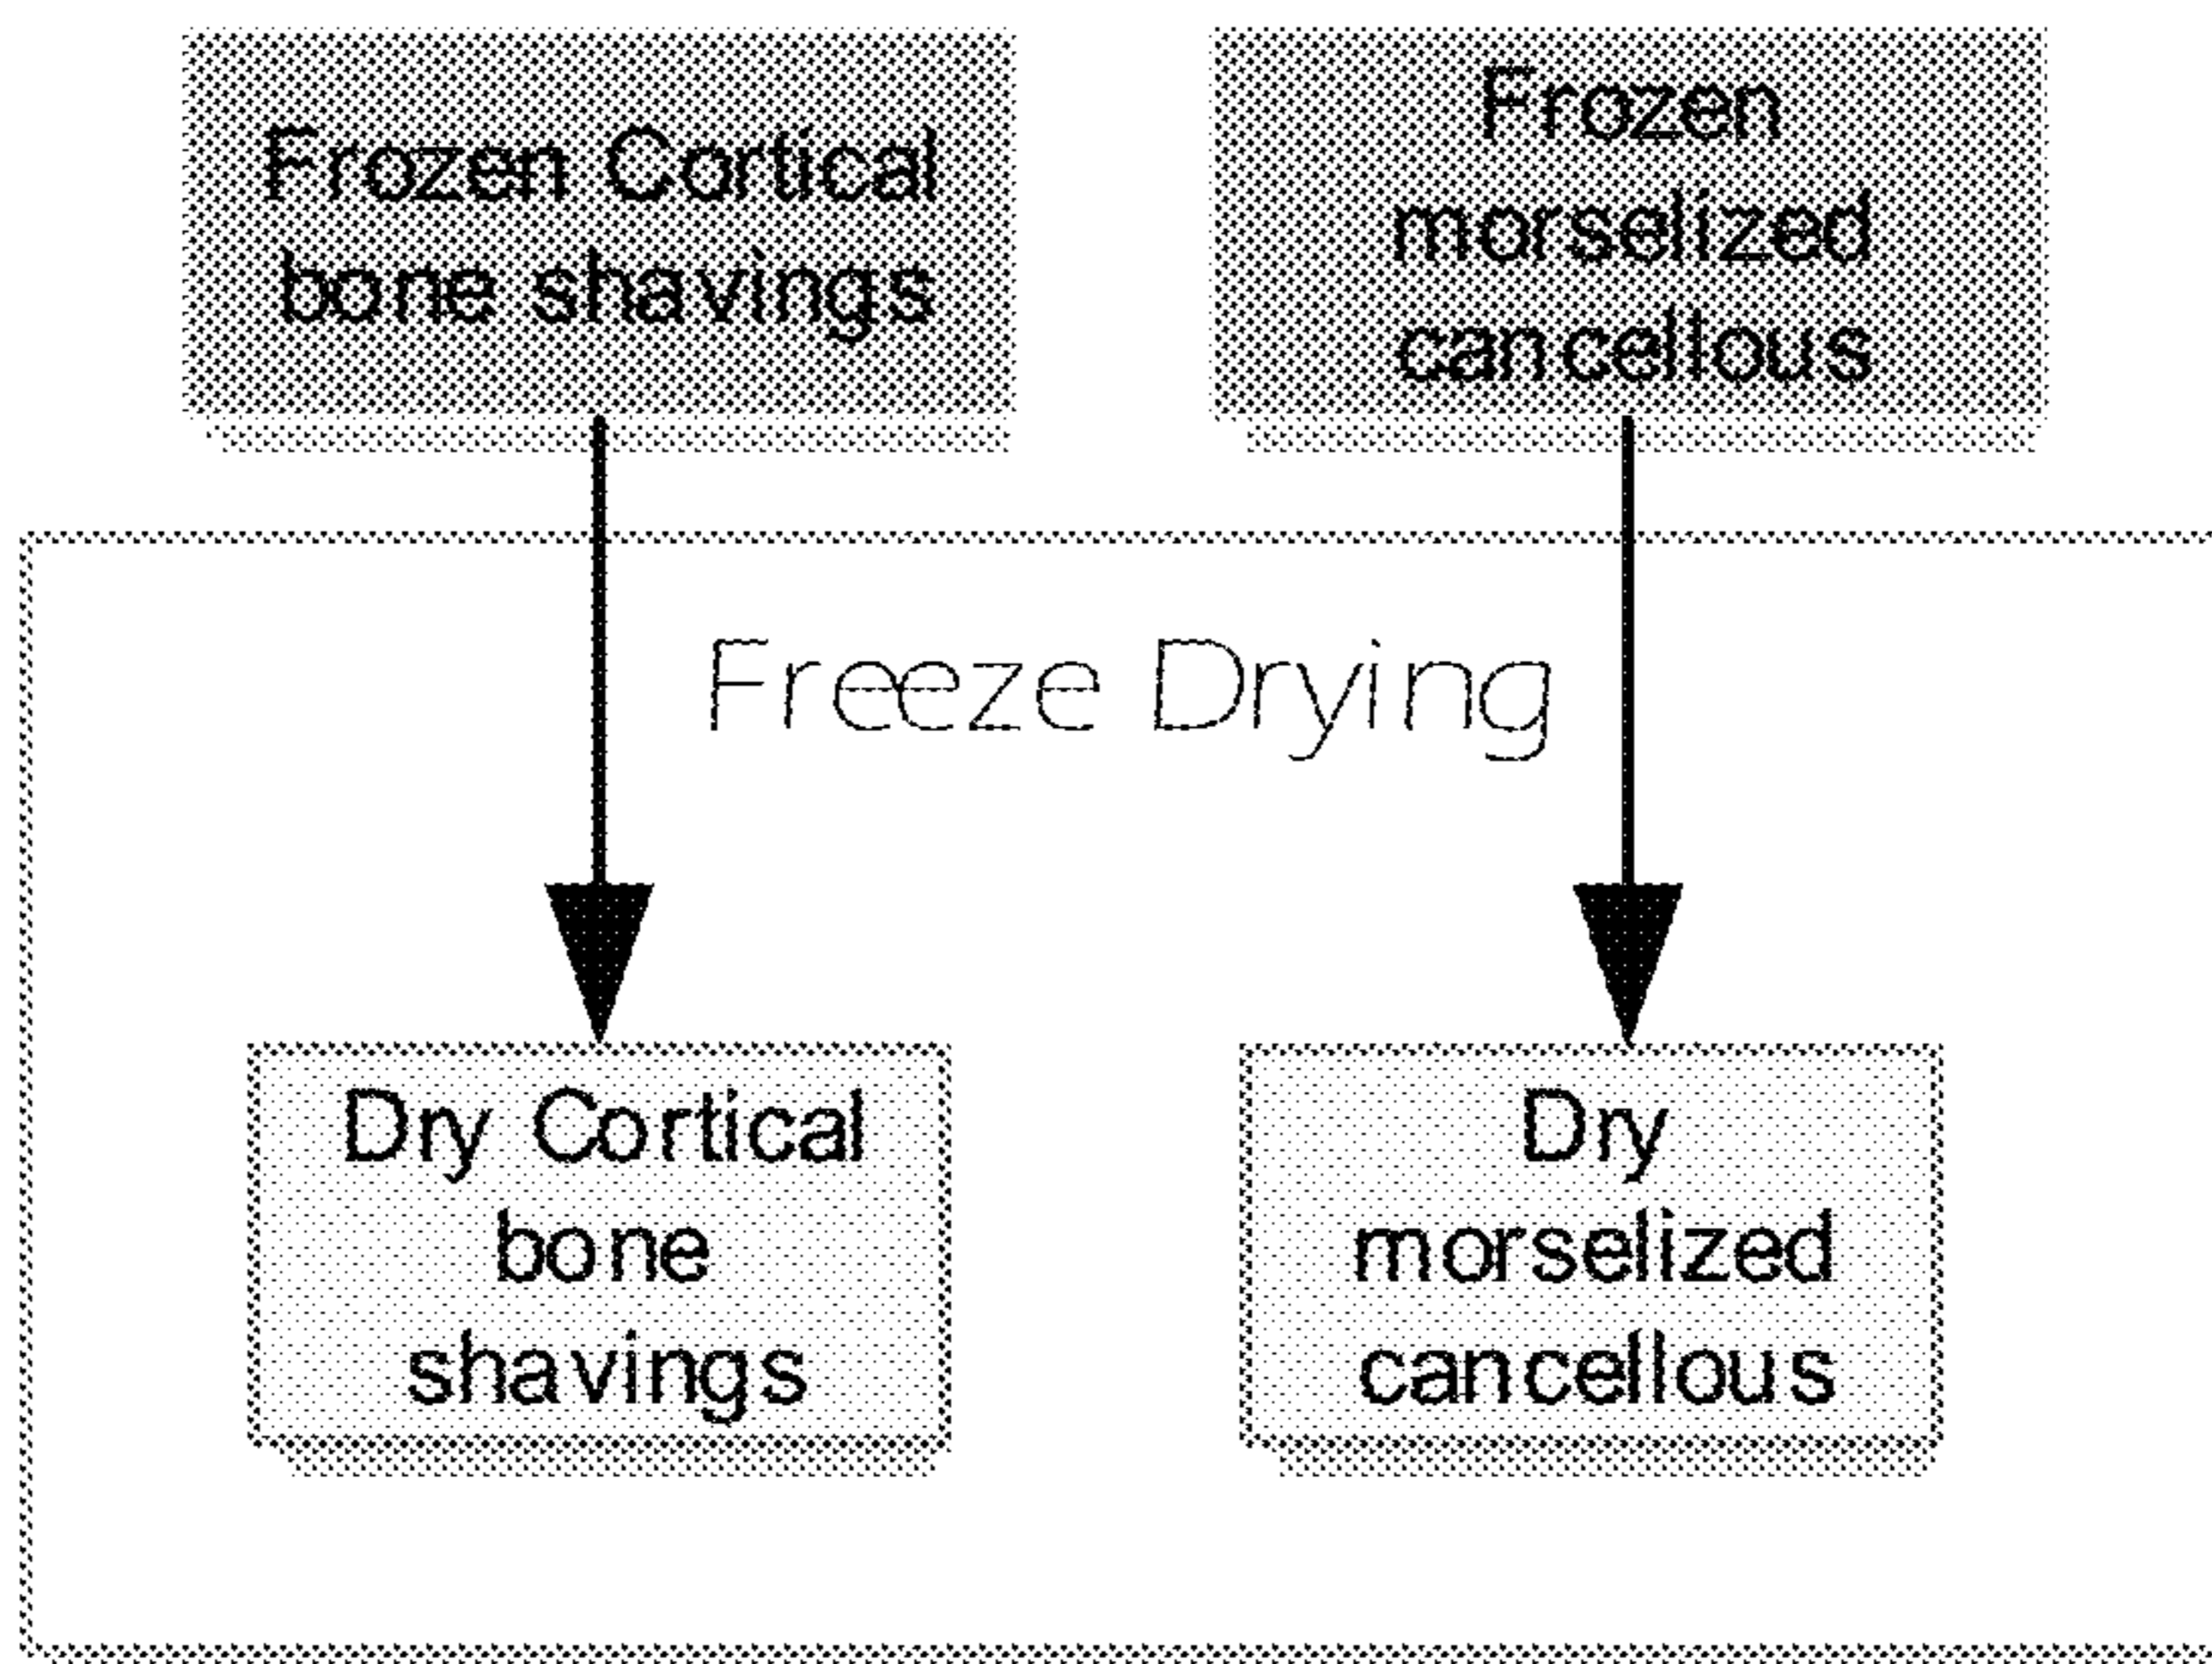 Frozen Cortical
bone shavings
Frozen
morselized
cancellous
Freeze Drying
Dry Cortical
bone
shavings
Dry
morselized
cancellous